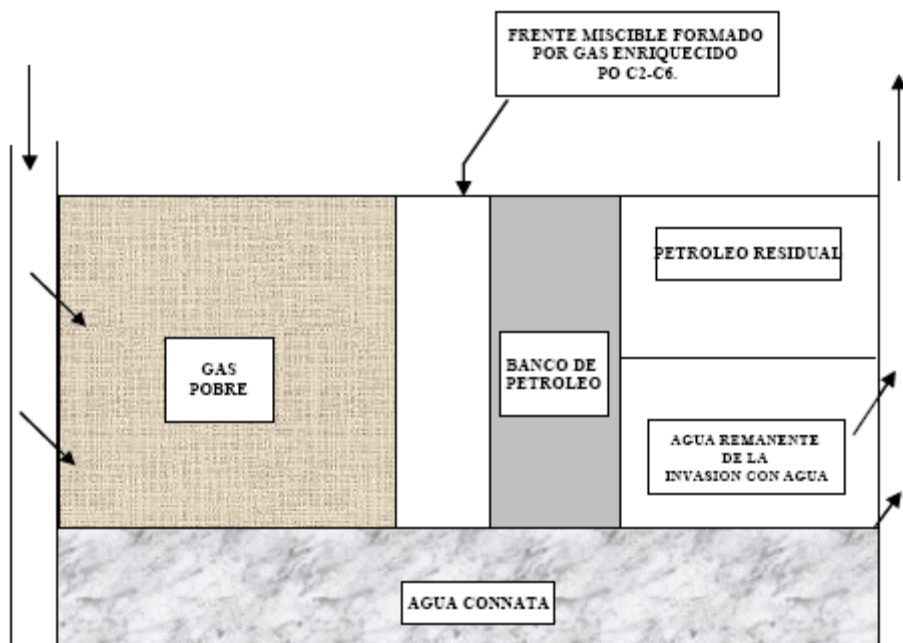 FRENTE MISCIBLE FORMADO
POR GAS ENRIQUECIDO
PO C2-C6.
PETROLEO RESIDUAL
GAS
POBRE
BANCO DE
PETROLEO
AGUA REMANENTE
DE LA
INVASION CON AGUA
AGUA CONNATA